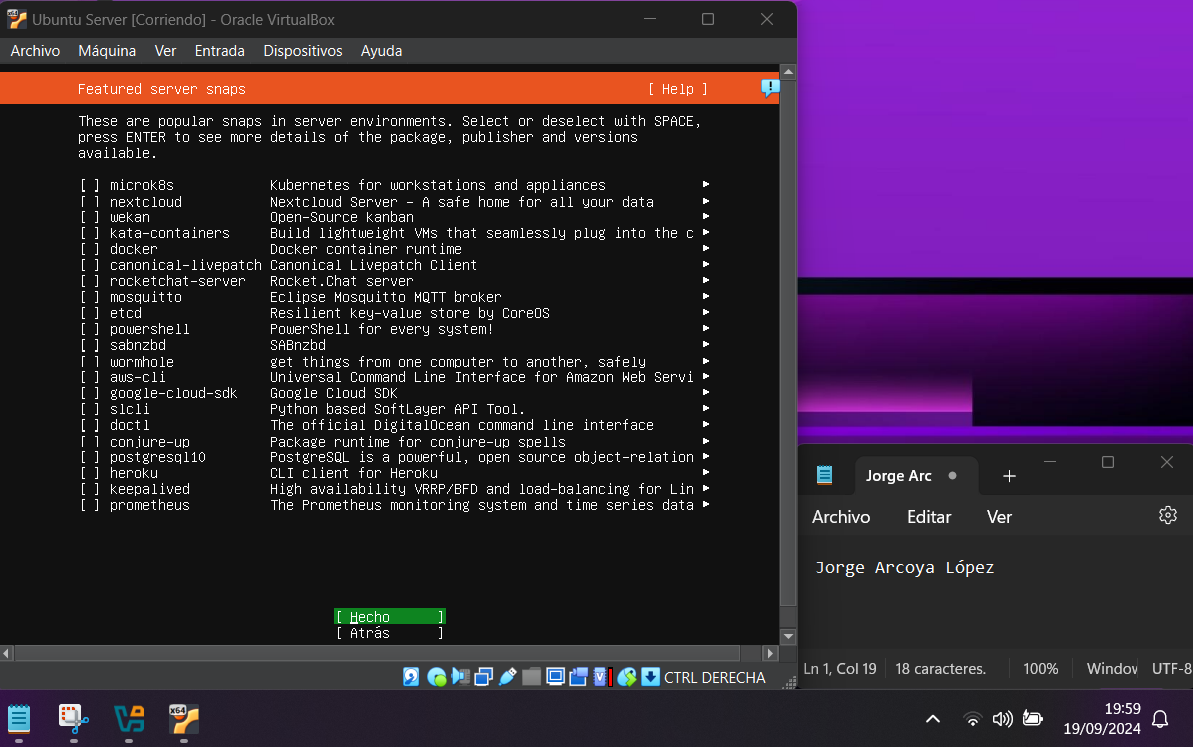 Ubuntu Server [Corriendo] - Oracle VirtualBox
Archivo Máquina Ver Entrada Dispositivos Ayuda
Featured server snaps [ Help ]
These are popular snaps in server environments. Select or deselect with SPACE,
press ENTER to see more details of the package, publisher and versions
available.
[ ] microk8s Kubernetes for workstations and appliances
[ ] nextcloud Nextcloud Server - A safe home for all your data
[ ] wekan Open-Source kanban
[ ] kata-containers Build lightweight VMs that seamlessly plug into the c
[ ] docker Docker container runtime
[ ] canonical-livepatch Canonical Livepatch Client
[ ] rocketchat-server Rocket.Chat server
[ ] mosquitto Eclipse Mosquitto MQTT broker
[ ] etcd Resilient key-value store by CoreOS
[ ] powershell PowerShell for every system!
[ ] sabnzbd SABnzbd
[ ] wormhole get things from one computer to another, safely
[ ] aws-cli Universal Command Line Interface for Amazon Web Servi
[ ] google-cloud-sdk Google Cloud SDK
[ ] slcli Python based SoftLayer API Tool.
[ ] doctl The official DigitalOcean command line interface
[ ] conjure-up Package runtime for conjure-up spells
[ ] postgresql10 PostgreSQL is a powerful, open source object-relation
[ ] heroku CLI client for Heroku
[ ] keepalived High availability VRRP/BFD and load-balancing for Lin
[ ] prometheus The Prometheus monitoring system and time series data
[ Hecho ]
[ Atrás ]
CTRL DERECHA
Jorge Arc
Archivo Editar Ver
Jorge Arcoya López
Ln 1, Col 19 18 caracteres. 100% Window UTF-8
x64
19:59
19/09/2024